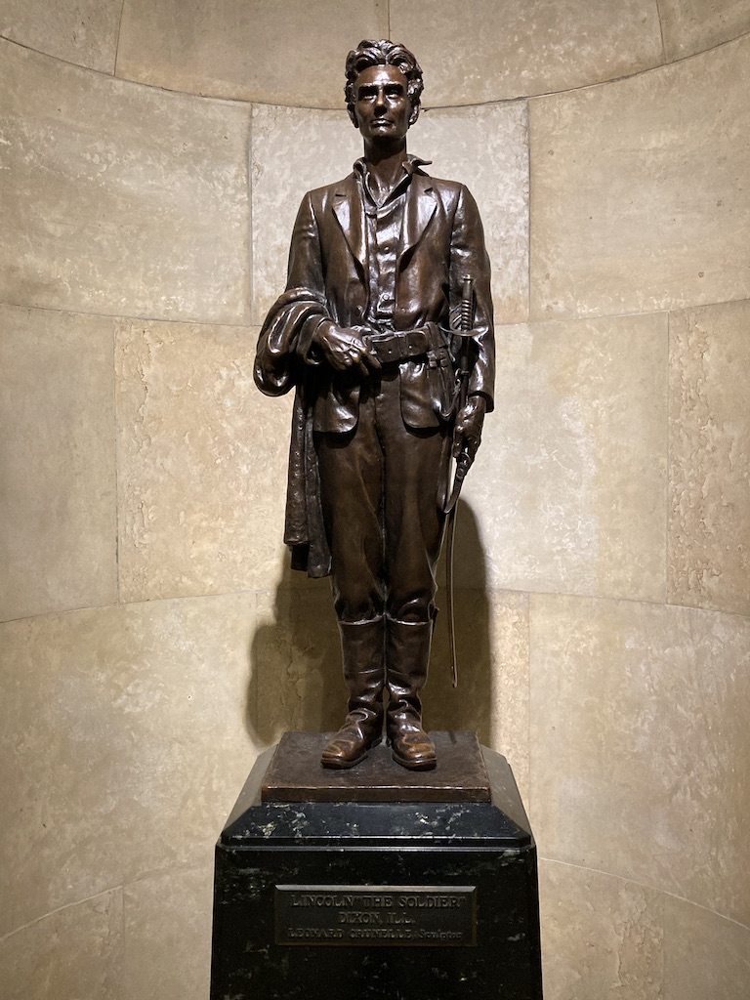 LINCOLN "THE SOLDIER"
DIXON, ILL.
LEONARD CRUNELLE, Sculptor